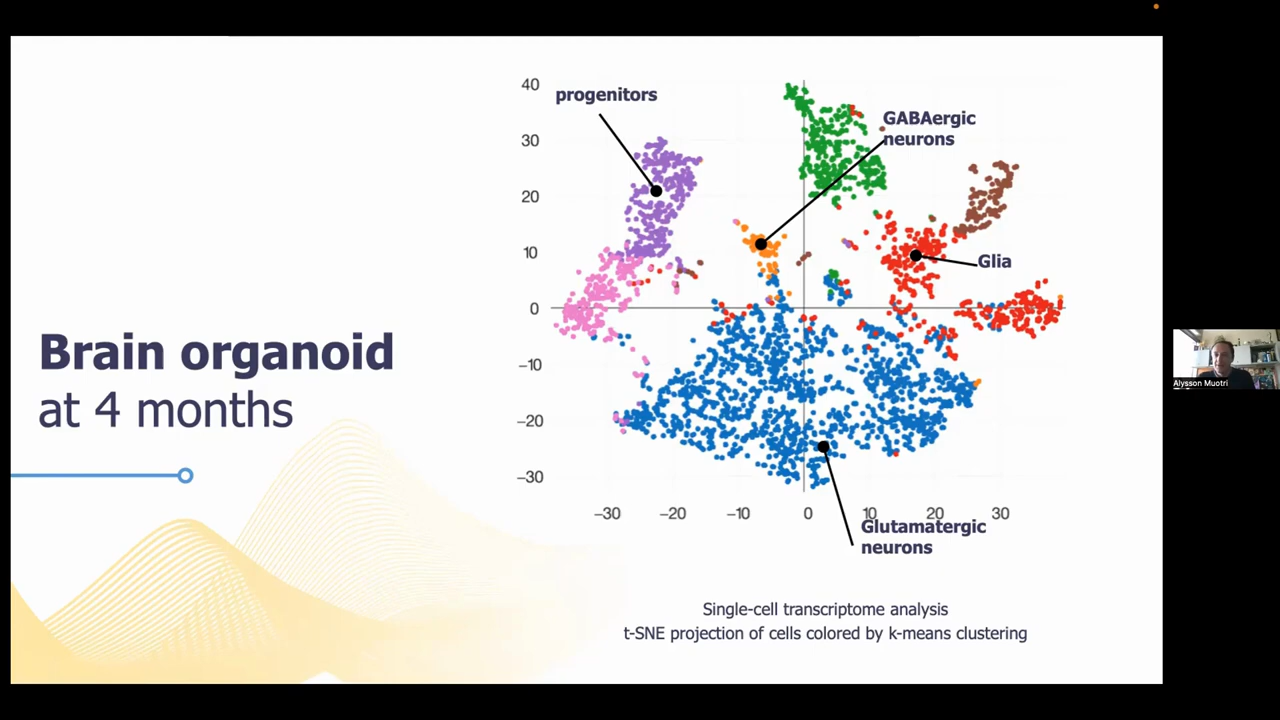 Brain organoid
at 4 months
40
30
20
10
0
−10
−20
−30
−30
−20
−10
0
10
20
30
progenitors
GABAergic
neurons
Glia
Glutamatergic
neurons
Single-cell transcriptome analysis
t-SNE projection of cells colored by k-means clustering
Alysson Muotri